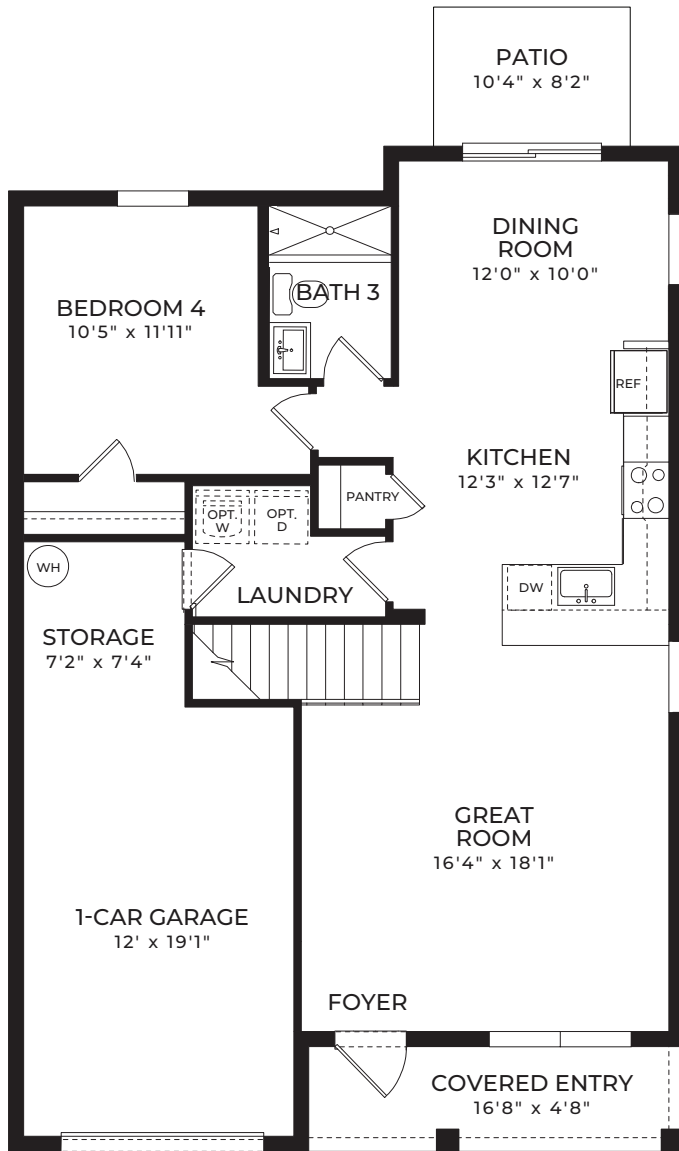 PATIO
10'4" x 8'2"
DINING
ROOM
12'0" x 10'0"
BATH 3
BEDROOM 4
10'5" x 11'11"
REF
KITCHEN
12'3" x 12'7"
PANTRY
OPT.
W
OPT.
D
WH
DW
LAUNDRY
STORAGE
7'2" x 7'4"
GREAT
ROOM
16'4" x 18'1"
1-CAR GARAGE
12' x 19'1"
FOYER
COVERED ENTRY
16'8" x 4'8"